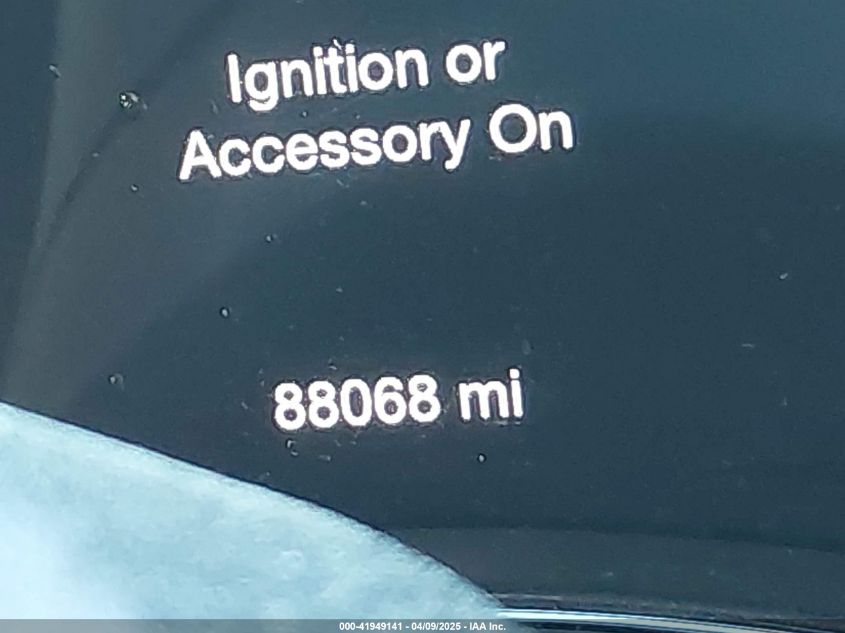 Ignition or
Accessory On
88068 mi
000-41949141 - 04/09/2025 - IAA Inc.